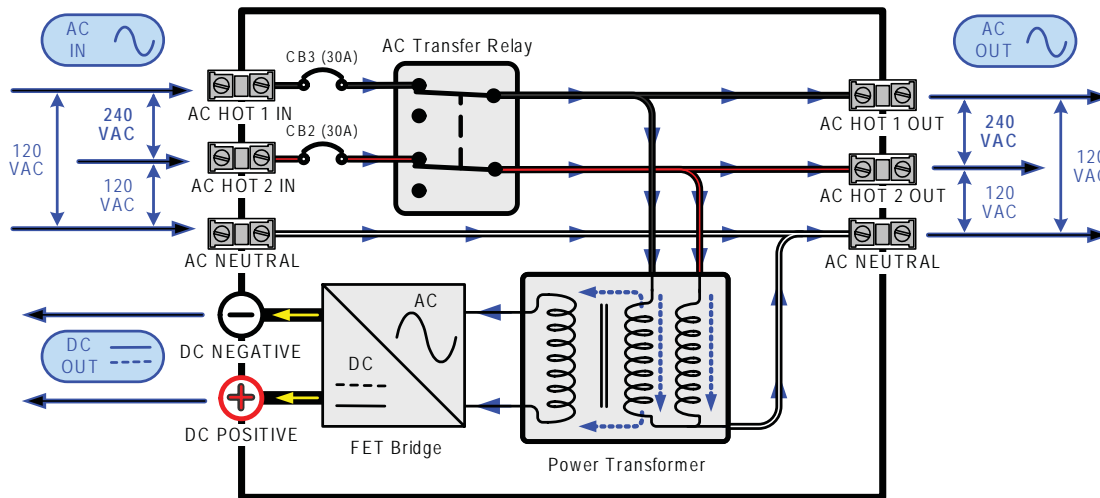 AC
IN
AC
OUT
AC Transfer Relay
CB3 (30A)
CB2 (30A)
AC HOT 1 IN
AC HOT 2 IN
AC NEUTRAL
240
VAC
120
VAC
120
VAC
AC HOT 1 OUT
AC HOT 2 OUT
AC NEUTRAL
240
VAC
120
VAC
120
VAC
DC
OUT
DC NEGATIVE
DC POSITIVE
AC
DC
FET Bridge
Power Transformer